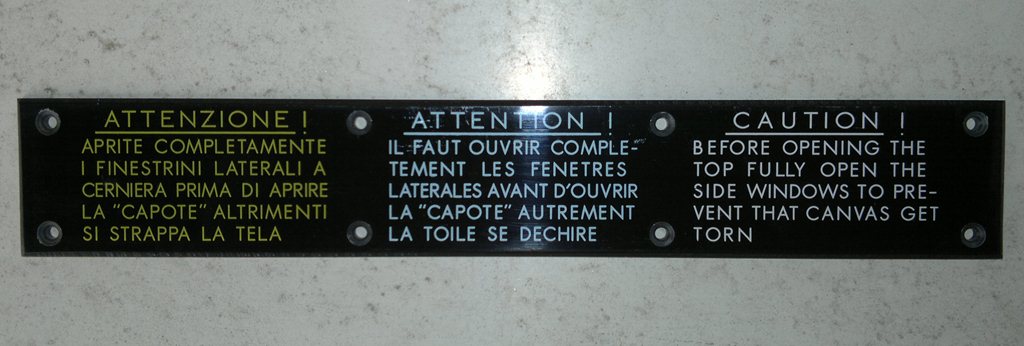 ATTENZIONE !
APRITE COMPLETAMENTE
I FINESTRINI LATERALI A
CERNIERA PRIMA DI APRIRE
LA "CAPOTE" ALTRIMENTI
SI STRAPPA LA TELA
ATTENTION !
IL FAUT OUVRIR COMPLE-
TEMENT LES FENETRES
LATERALES AVANT D'OUVRIR
LA "CAPOTE" AUTREMENT
LA TOILE SE DECHIRE
CAUTION !
BEFORE OPENING THE
TOP FULLY OPEN THE
SIDE WINDOWS TO PRE-
VENT THAT CANVAS GET
TORN